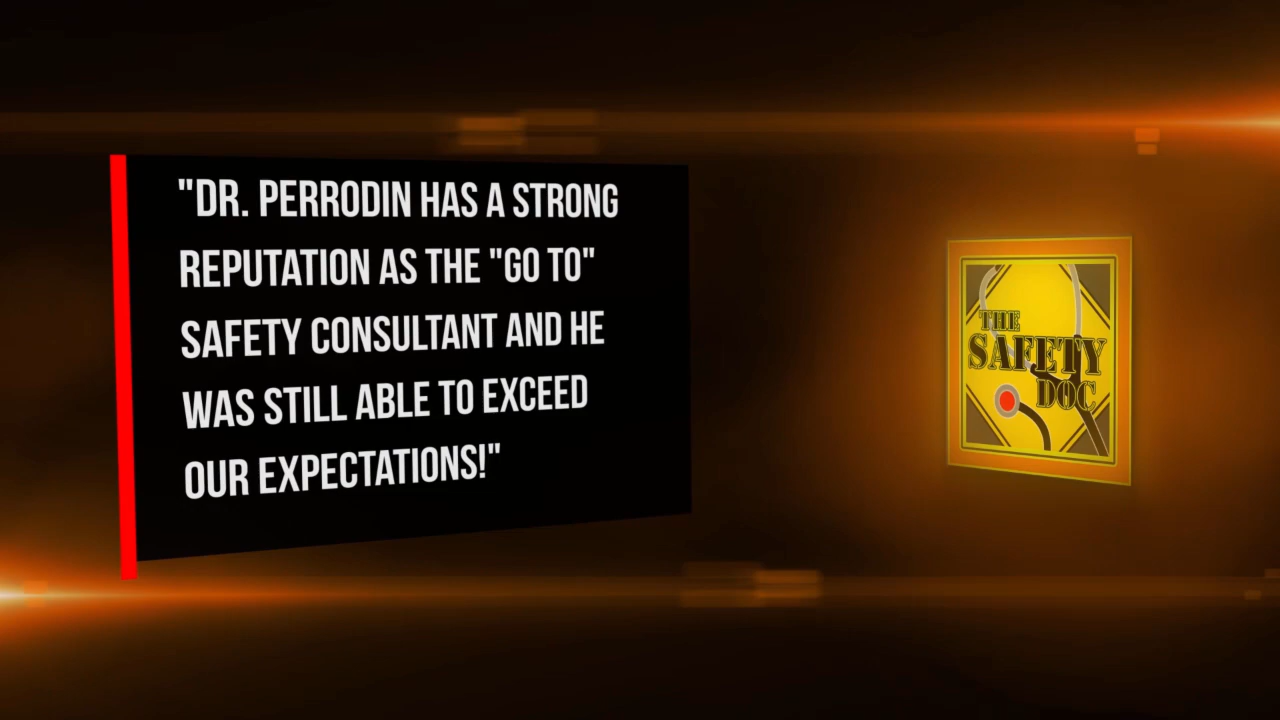 "DR. PERRODIN HAS A STRONG
REPUTATION AS THE "GO TO"
SAFETY CONSULTANT AND HE
WAS STILL ABLE TO EXCEED
OUR EXPECTATIONS!"
THE
SAFETY
DOC